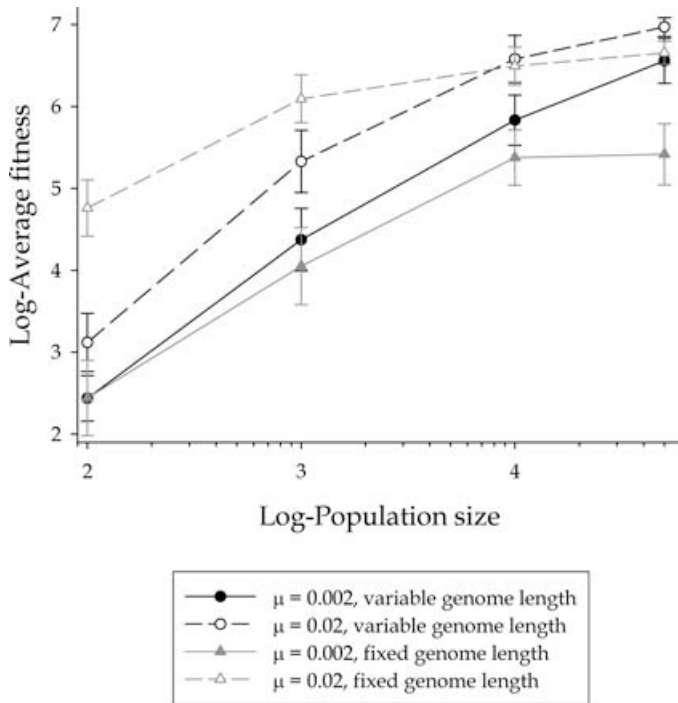 7
6
5
4
3
2
Log-Average fitness
2 3 4
Log-Population size
μ = 0.002, variable genome length
μ = 0.02, variable genome length
μ = 0.002, fixed genome length
μ = 0.02, fixed genome length